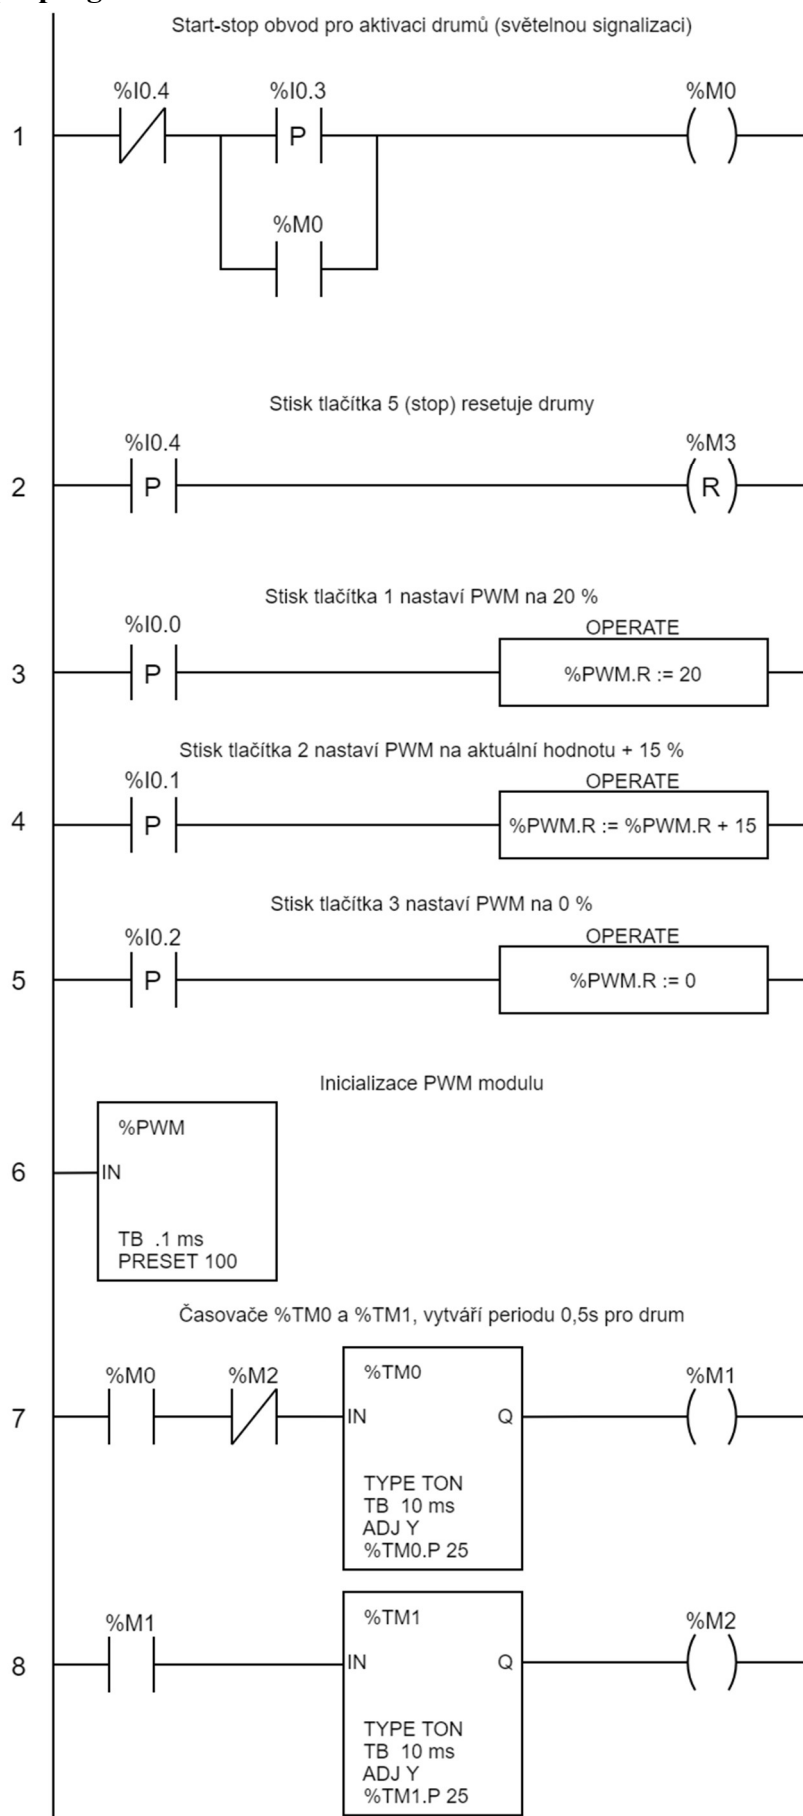 Start-stop obvod pro aktivaci drumů (světelnou signalizaci)
%I0.4 %I0.3 %M0
1 P
%M0
Stisk tlačítka 5 (stop) resetuje drumy
%I0.4 %M3
2 P R
Stisk tlačítka 1 nastaví PWM na 20 %
%I0.0 OPERATE
3 P %PWM.R := 20
Stisk tlačítka 2 nastaví PWM na aktuální hodnotu + 15 %
%I0.1 OPERATE
4 P %PWM.R := %PWM.R + 15
Stisk tlačítka 3 nastaví PWM na 0 %
%I0.2 OPERATE
5 P %PWM.R := 0
Inicializace PWM modulu
%PWM
6 IN
TB .1 ms
PRESET 100
Časovače %TM0 a %TM1, vytváří periodu 0,5s pro drum
%M0 %M2 %TM0 %M1
7 IN Q
TYPE TON
TB 10 ms
ADJ Y
%TM0.P 25
%M1 %TM1 %M2
8 IN Q
TYPE TON
TB 10 ms
ADJ Y
%TM1.P 25